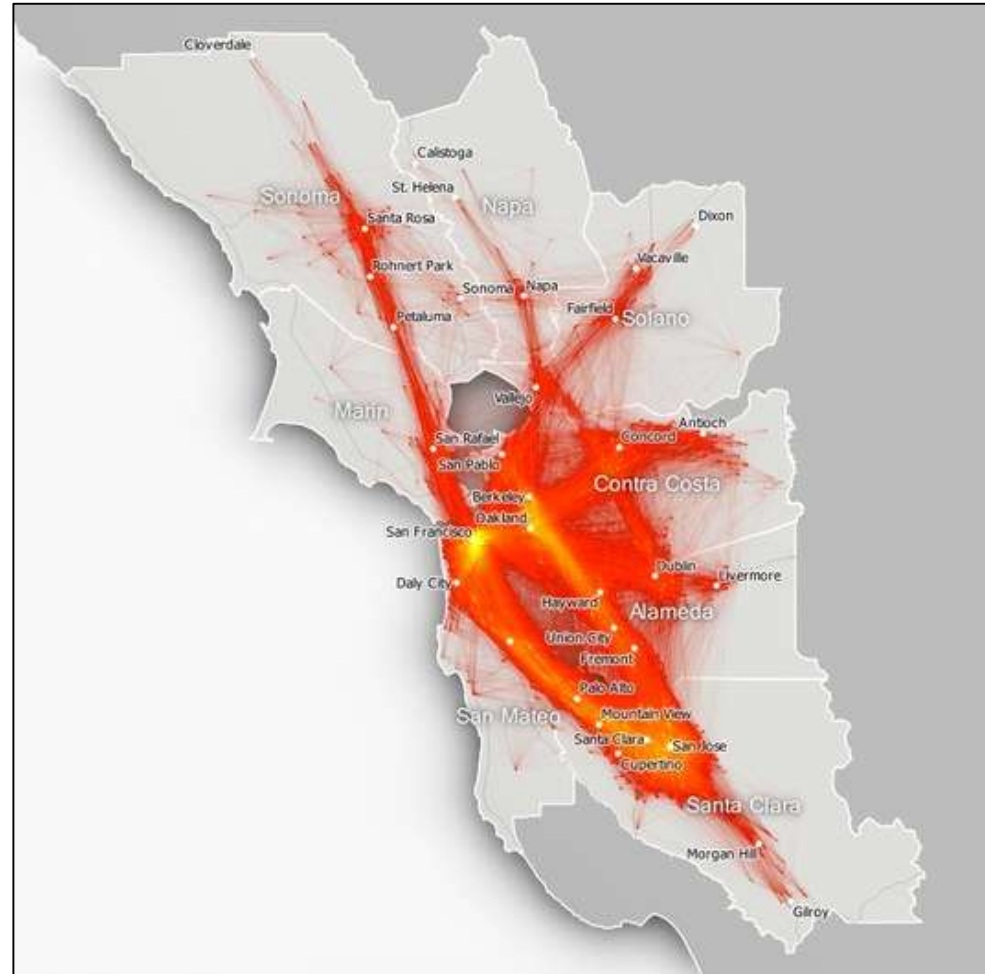 Cloverdale
Calistoga
St. Helena
Sonoma
Napa
Santa Rosa
Dixon
Rohnert Park
Vacaville
Sonoma
Napa
Fairfield
Solano
Petaluma
Vallejo
Marin
Antioch
Concord
San Rafael
San Pablo
Contra Costa
Berkeley
Oakland
San Francisco
Dublin
Livermore
Daly City
Hayward
Alameda
Union City
Fremont
Palo Alto
San Mateo
Mountain View
Santa Clara
San Jose
Cupertino
Santa Clara
Morgan Hill
Gilroy